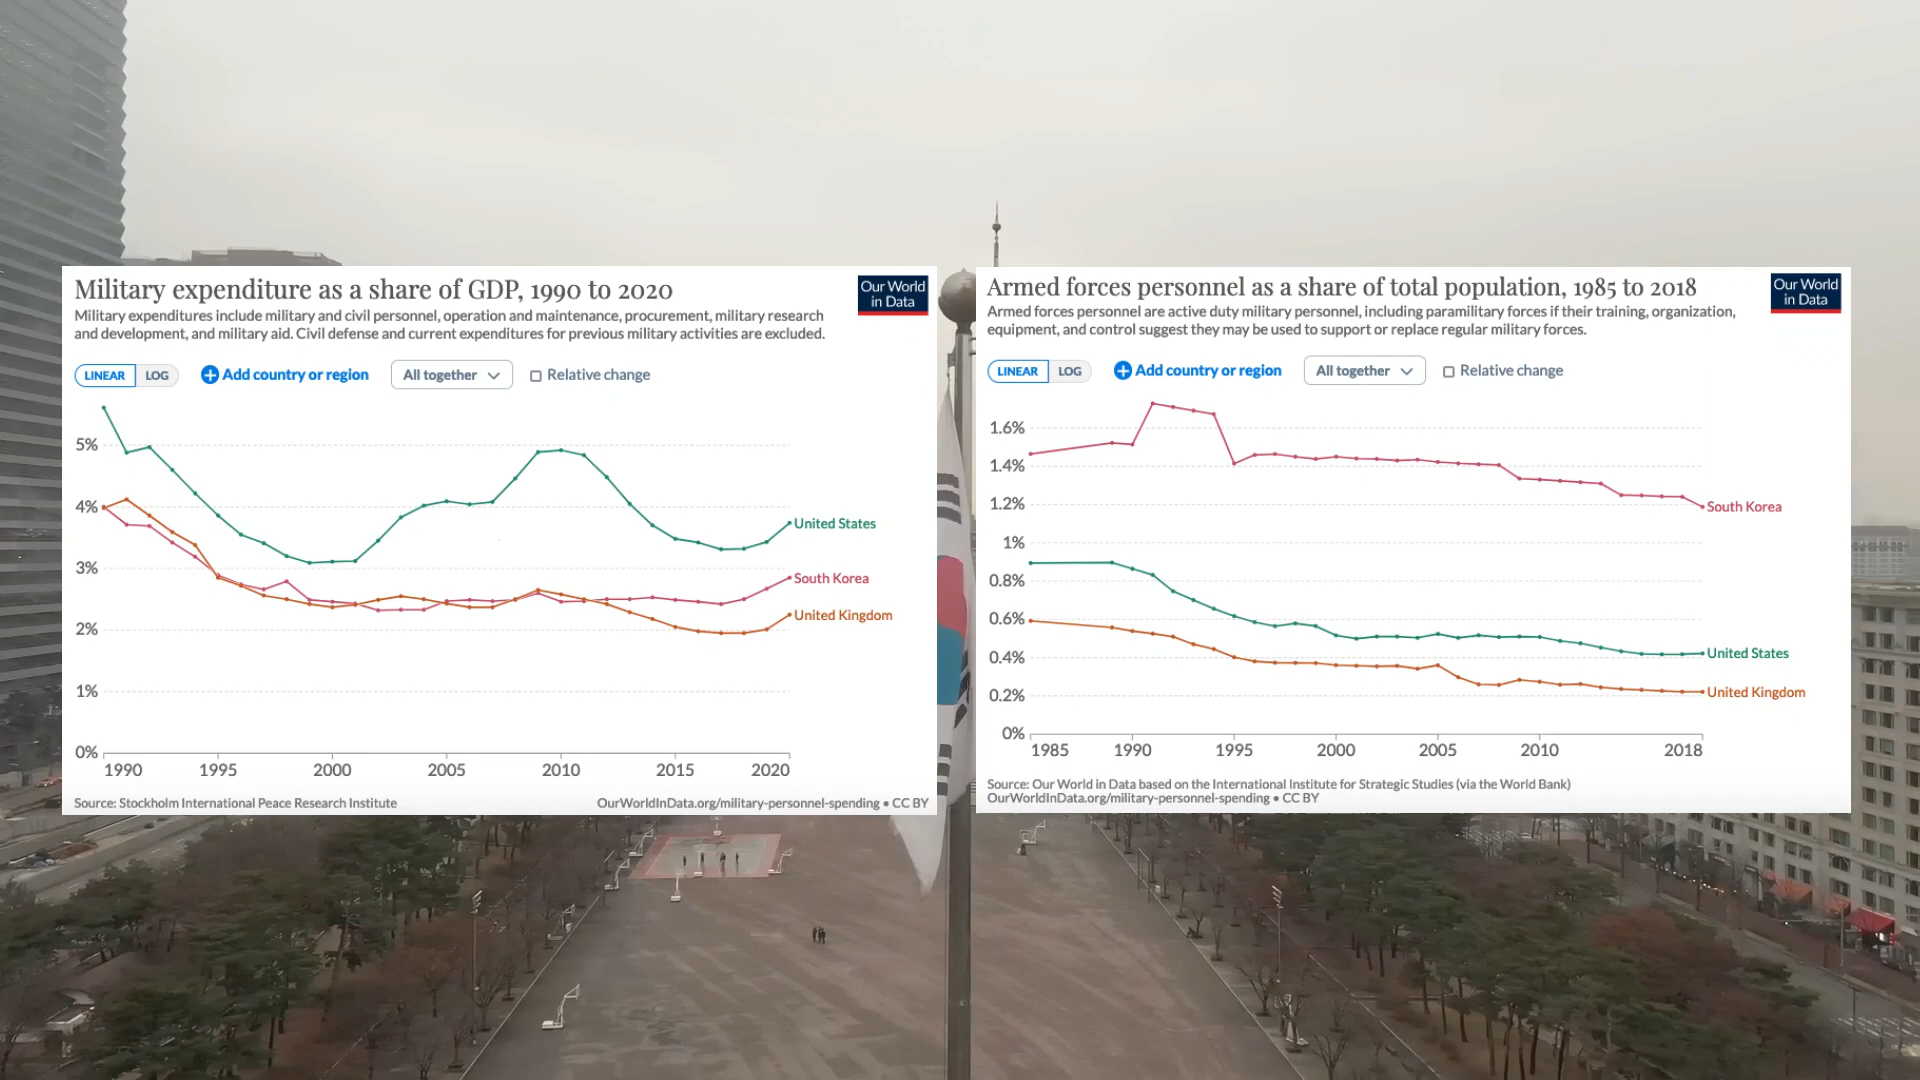 Military expenditure as a share of GDP, 1990 to 2020
Our World
in Data
Military expenditures include military and civil personnel, operation and maintenance, procurement, military research
and development, and military aid. Civil defense and current expenditures for previous military activities are excluded.
LINEAR LOG Add country or region All together Relative change
5%
4%
3%
2%
1%
0%
United States
South Korea
United Kingdom
1990 1995 2000 2005 2010 2015 2020
Source: Stockholm International Peace Research Institute OurWorldInData.org/military-personnel-spending • CC BY
Armed forces personnel as a share of total population, 1985 to 2018
Our World
in Data
Armed forces personnel are active duty military personnel, including paramilitary forces if their training, organization,
equipment, and control suggest they may be used to support or replace regular military forces.
LINEAR LOG Add country or region All together Relative change
1.6%
1.4%
1.2%
1%
0.8%
0.6%
0.4%
0.2%
0%
South Korea
United States
United Kingdom
1985 1990 1995 2000 2005 2010 2018
Source: Our World in Data based on the International Institute for Strategic Studies (via the World Bank)
OurWorldInData.org/military-personnel-spending • CC BY